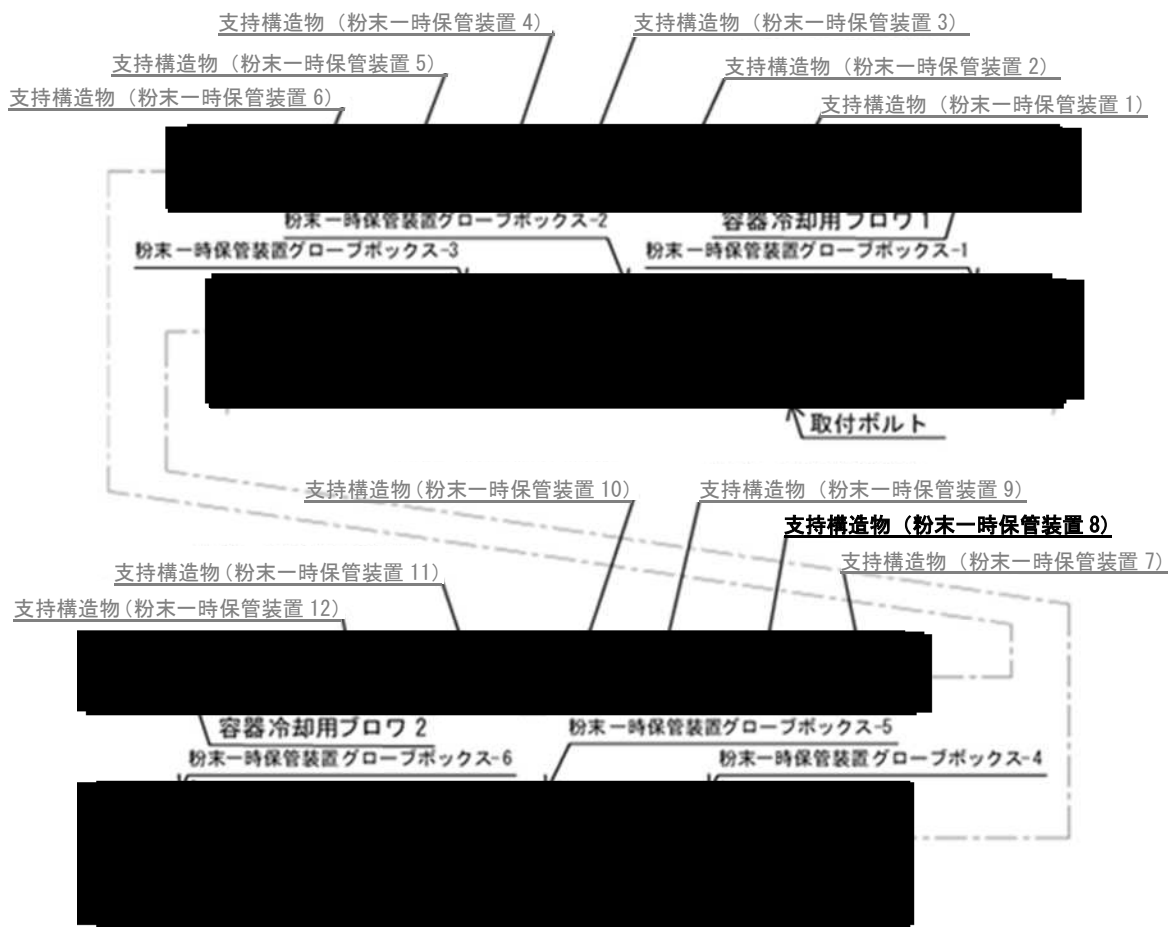 支持構造物（粉末一時保管装置 4）
支持構造物（粉末一時保管装置 3）
支持構造物（粉末一時保管装置 5）
支持構造物（粉末一時保管装置 2）
支持構造物（粉末一時保管装置 6）
支持構造物（粉末一時保管装置 1）
粉末一時保管装置グローブボックス-2
容器冷却用ブロワ 1
粉末一時保管装置グローブボックス-3
粉末一時保管装置グローブボックス-1
取付ボルト
支持構造物(粉末一時保管装置 10)
支持構造物（粉末一時保管装置 9）
支持構造物（粉末一時保管装置 8）
支持構造物（粉末一時保管装置 7）
支持構造物(粉末一時保管装置 11)
支持構造物(粉末一時保管装置 12)
容器冷却用ブロワ 2
粉末一時保管装置グローブボックス-5
粉末一時保管装置グローブボックス-6
粉末一時保管装置グローブボックス-4